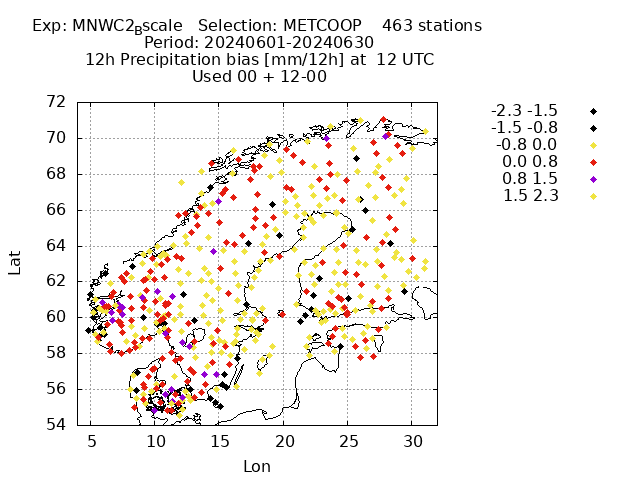 Exp: MNWC2Bscale   Selection: METCOOP    463 stations
Period: 20240601-20240630
12h Precipitation bias [mm/12h] at  12 UTC
Used 00 + 12-00
-2.3 -1.5
-1.5 -0.8
-0.8 0.0
0.0 0.8
0.8 1.5
1.5 2.3
72
70
68
66
64
62
60
58
56
54
Lat
5 10 15 20 25 30
Lon